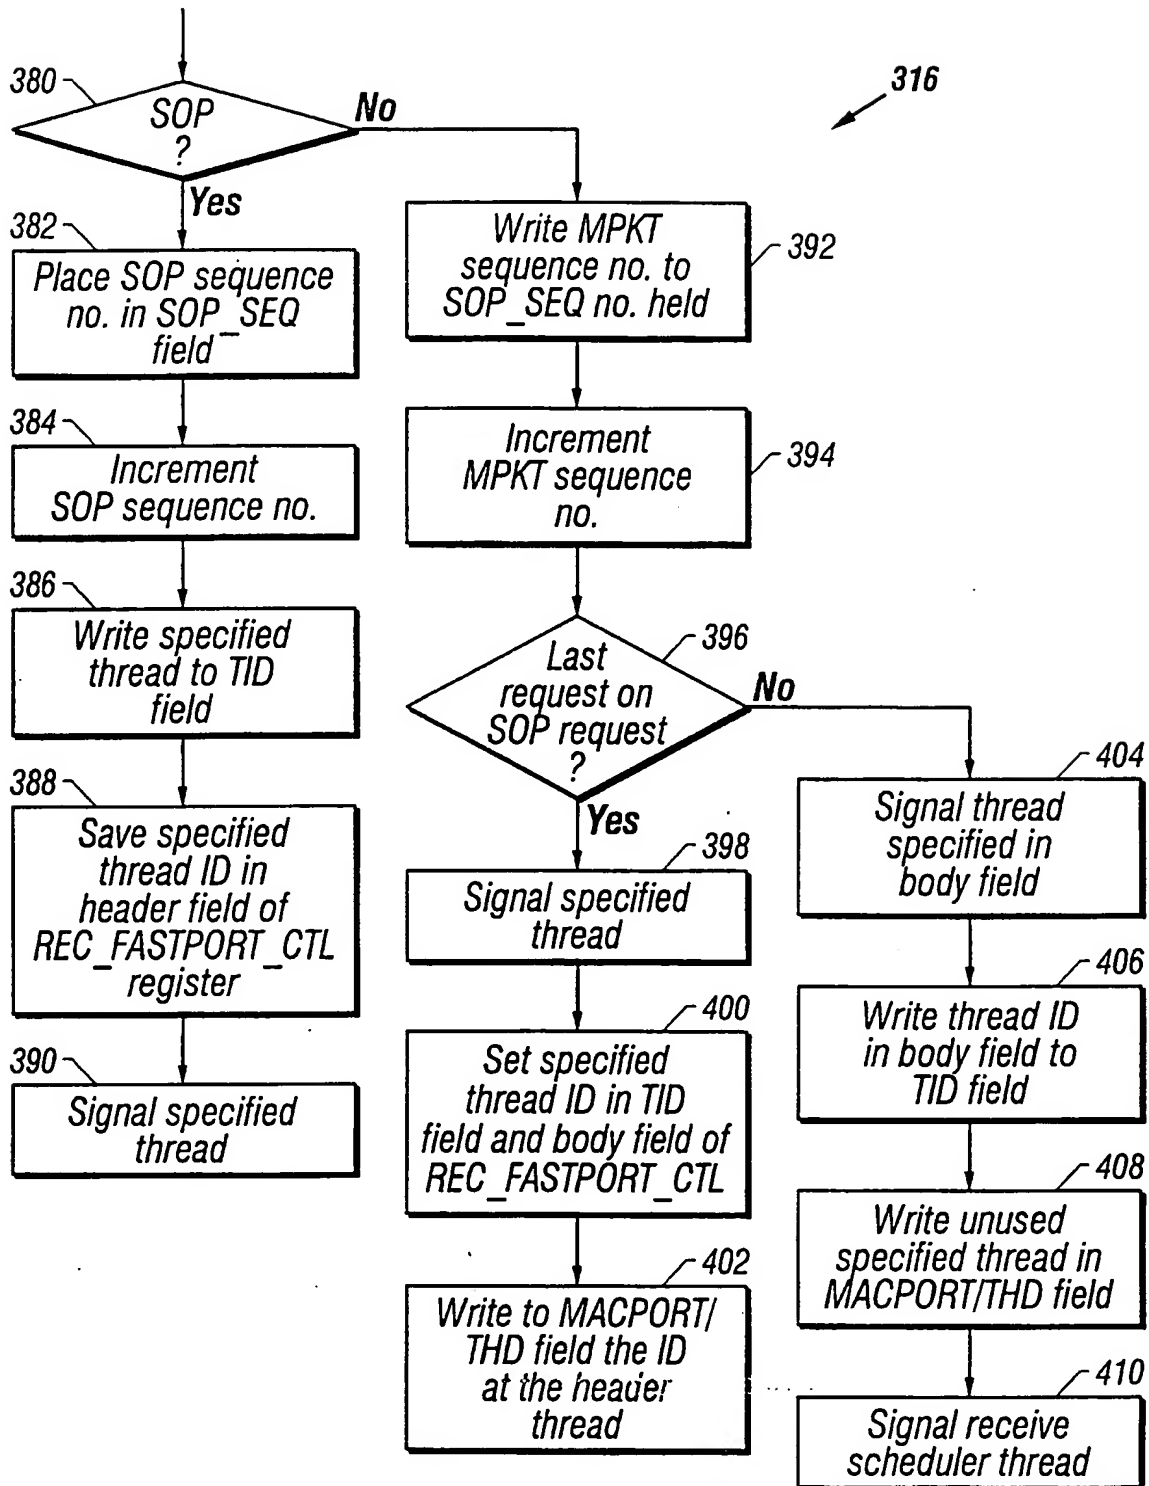 316
380
SOP
?
No
Yes
382
Place SOP sequence
no. in SOP_SEQ
field
384
Increment
SOP sequence no.
386
Write specified
thread to TID
field
388
Save specified
thread ID in
header field of
REC_FASTPORT_CTL
register
390
Signal specified
thread
392
Write MPKT
sequence no. to
SOP_SEQ no. held
394
Increment
MPKT sequence
no.
396
Last
request on
SOP request
?
No
Yes
398
Signal specified
thread
400
Set specified
thread ID in TID
field and body field of
REC_FASTPORT_CTL
402
Write to MACPORT/
THD field the ID
at the header
thread
404
Signal thread
specified in
body field
406
Write thread ID
in body field to
TID field
408
Write unused
specified thread in
MACPORT/THD field
410
Signal receive
scheduler thread